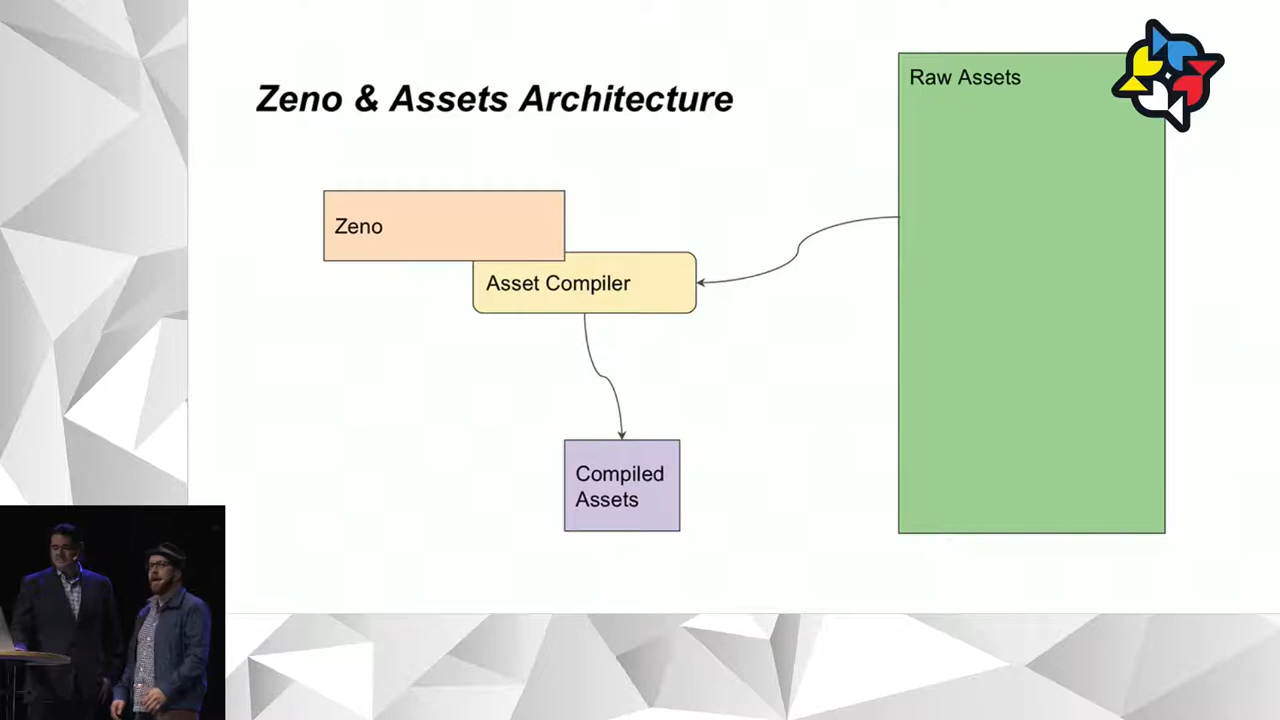 Zeno & Assets Architecture
Raw Assets
Zeno
Asset Compiler
Compiled
Assets